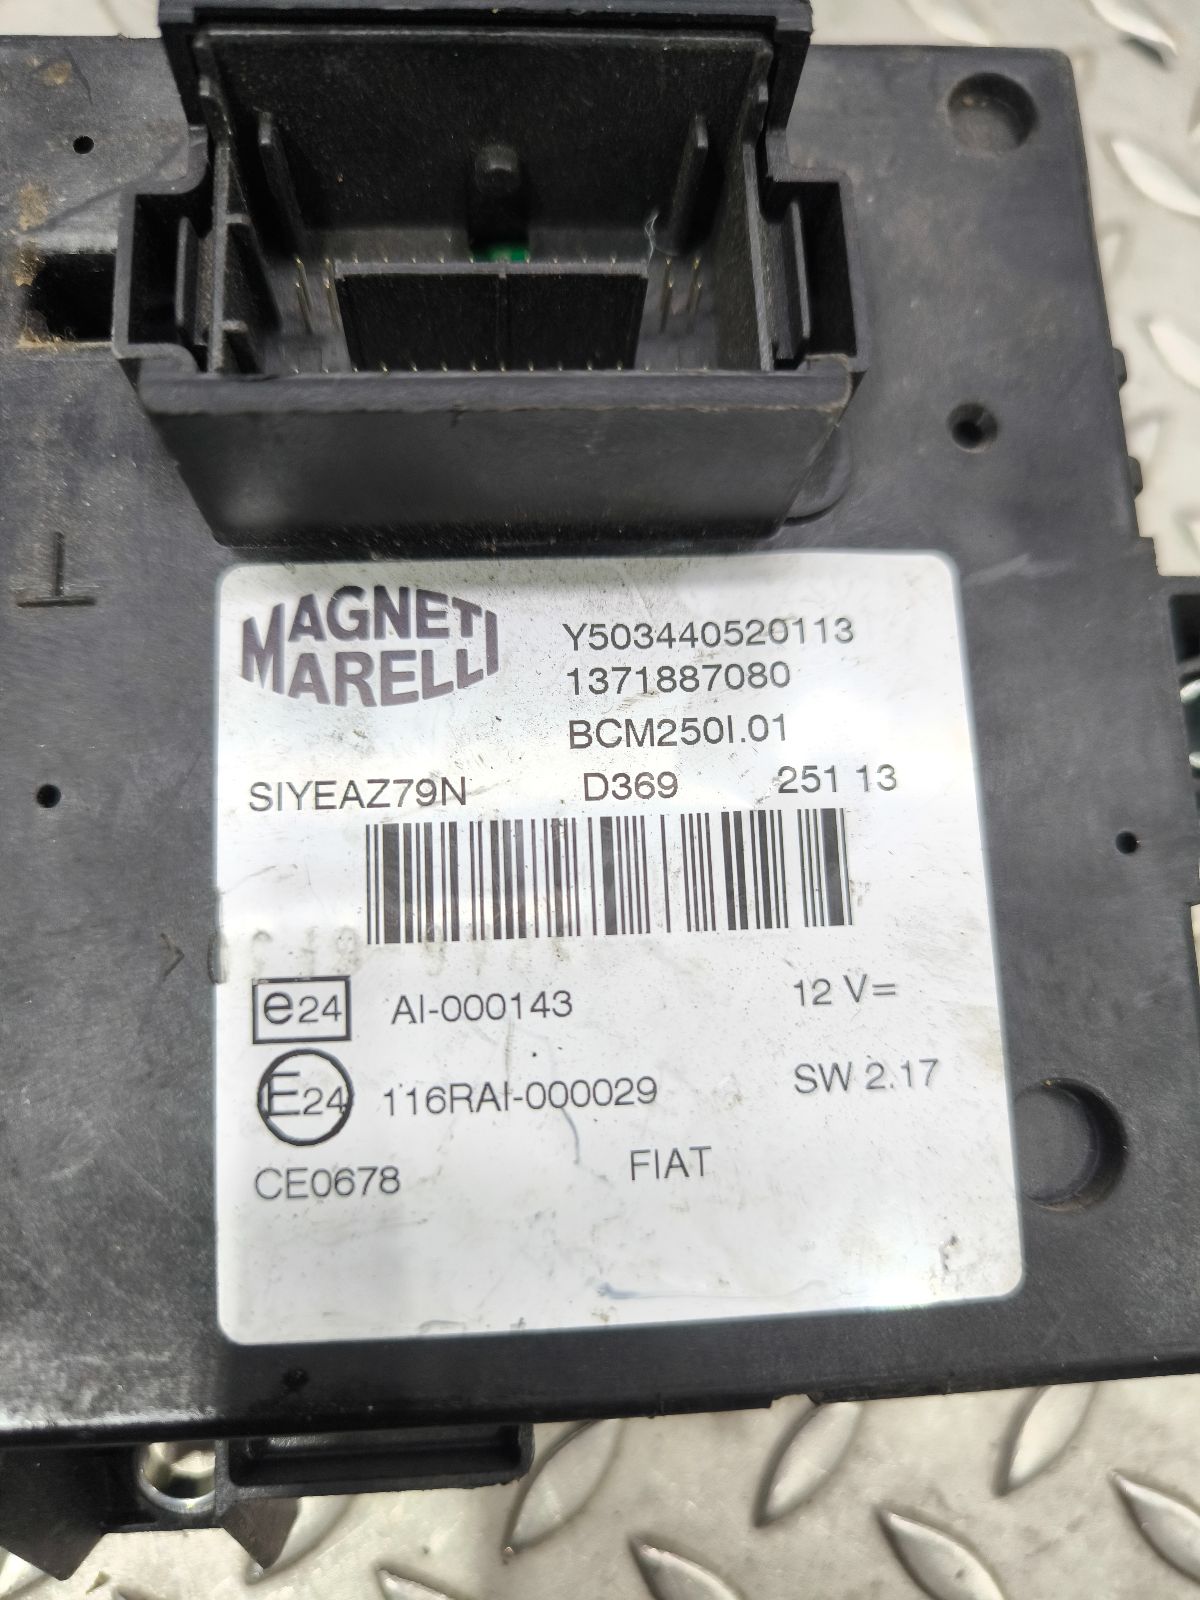 MAGNETI
MARELLI
Y503440520113
1371887080
BCM250I.01
SIYEAZ79N D369 251 13
e24 AI-000143 12 V=
E24 116RAI-000029 SW 2.17
CE0678 FIAT